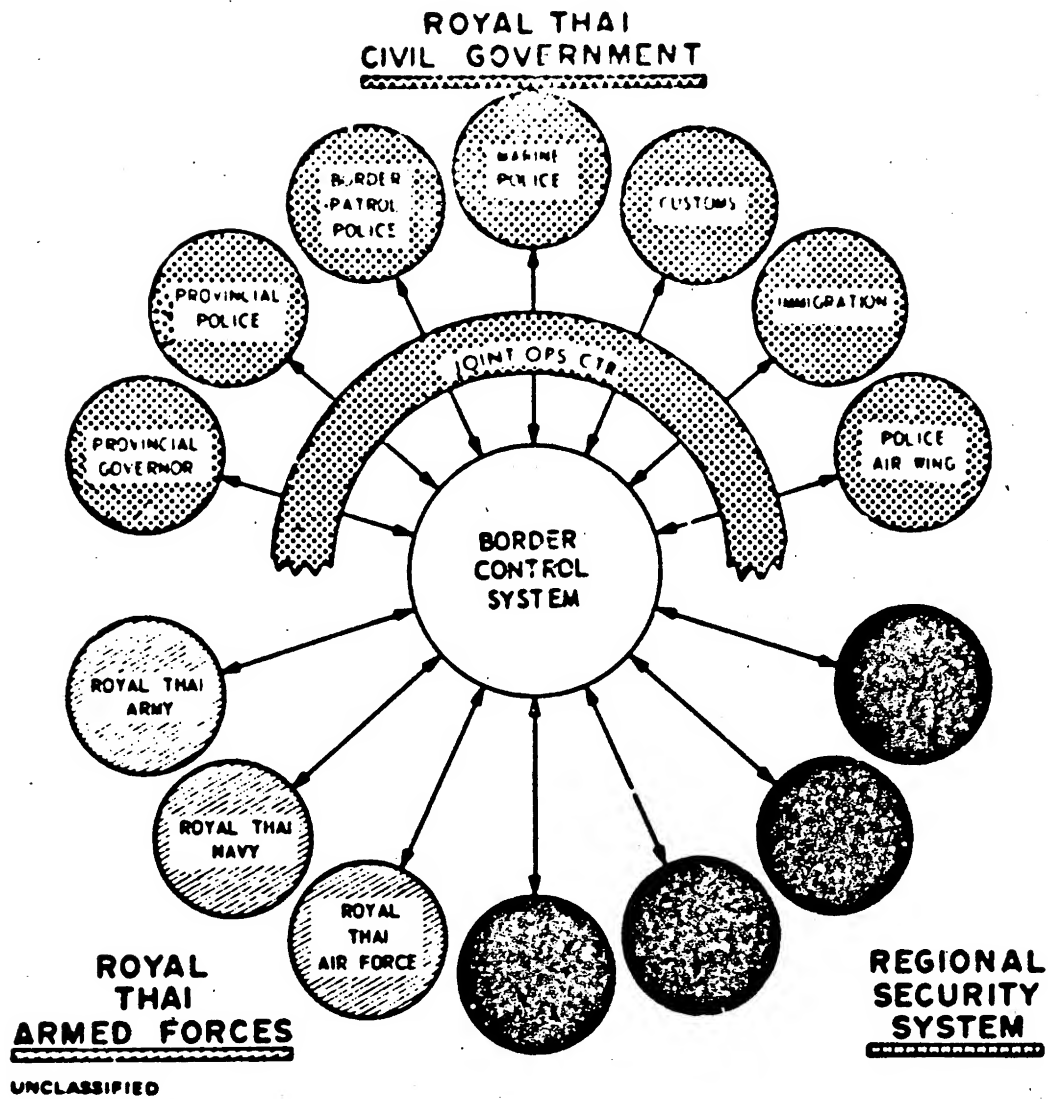 ROYAL THAI
CIVIL GOVERNMENT
MARINE
POLICE
BORDER
PATROL
POLICE
CUSTOMS
PROVINCIAL
POLICE
IMMIGRATION
JOINT OPS CTR
PROVINCIAL
GOVERNOR
POLICE
AIR WING
BORDER
CONTROL
SYSTEM
ROYAL THAI
ARMY
ROYAL THAI
NAVY
ROYAL
THAI
AIR FORCE
ROYAL
THAI
ARMED FORCES
REGIONAL
SECURITY
SYSTEM
UNCLASSIFIED